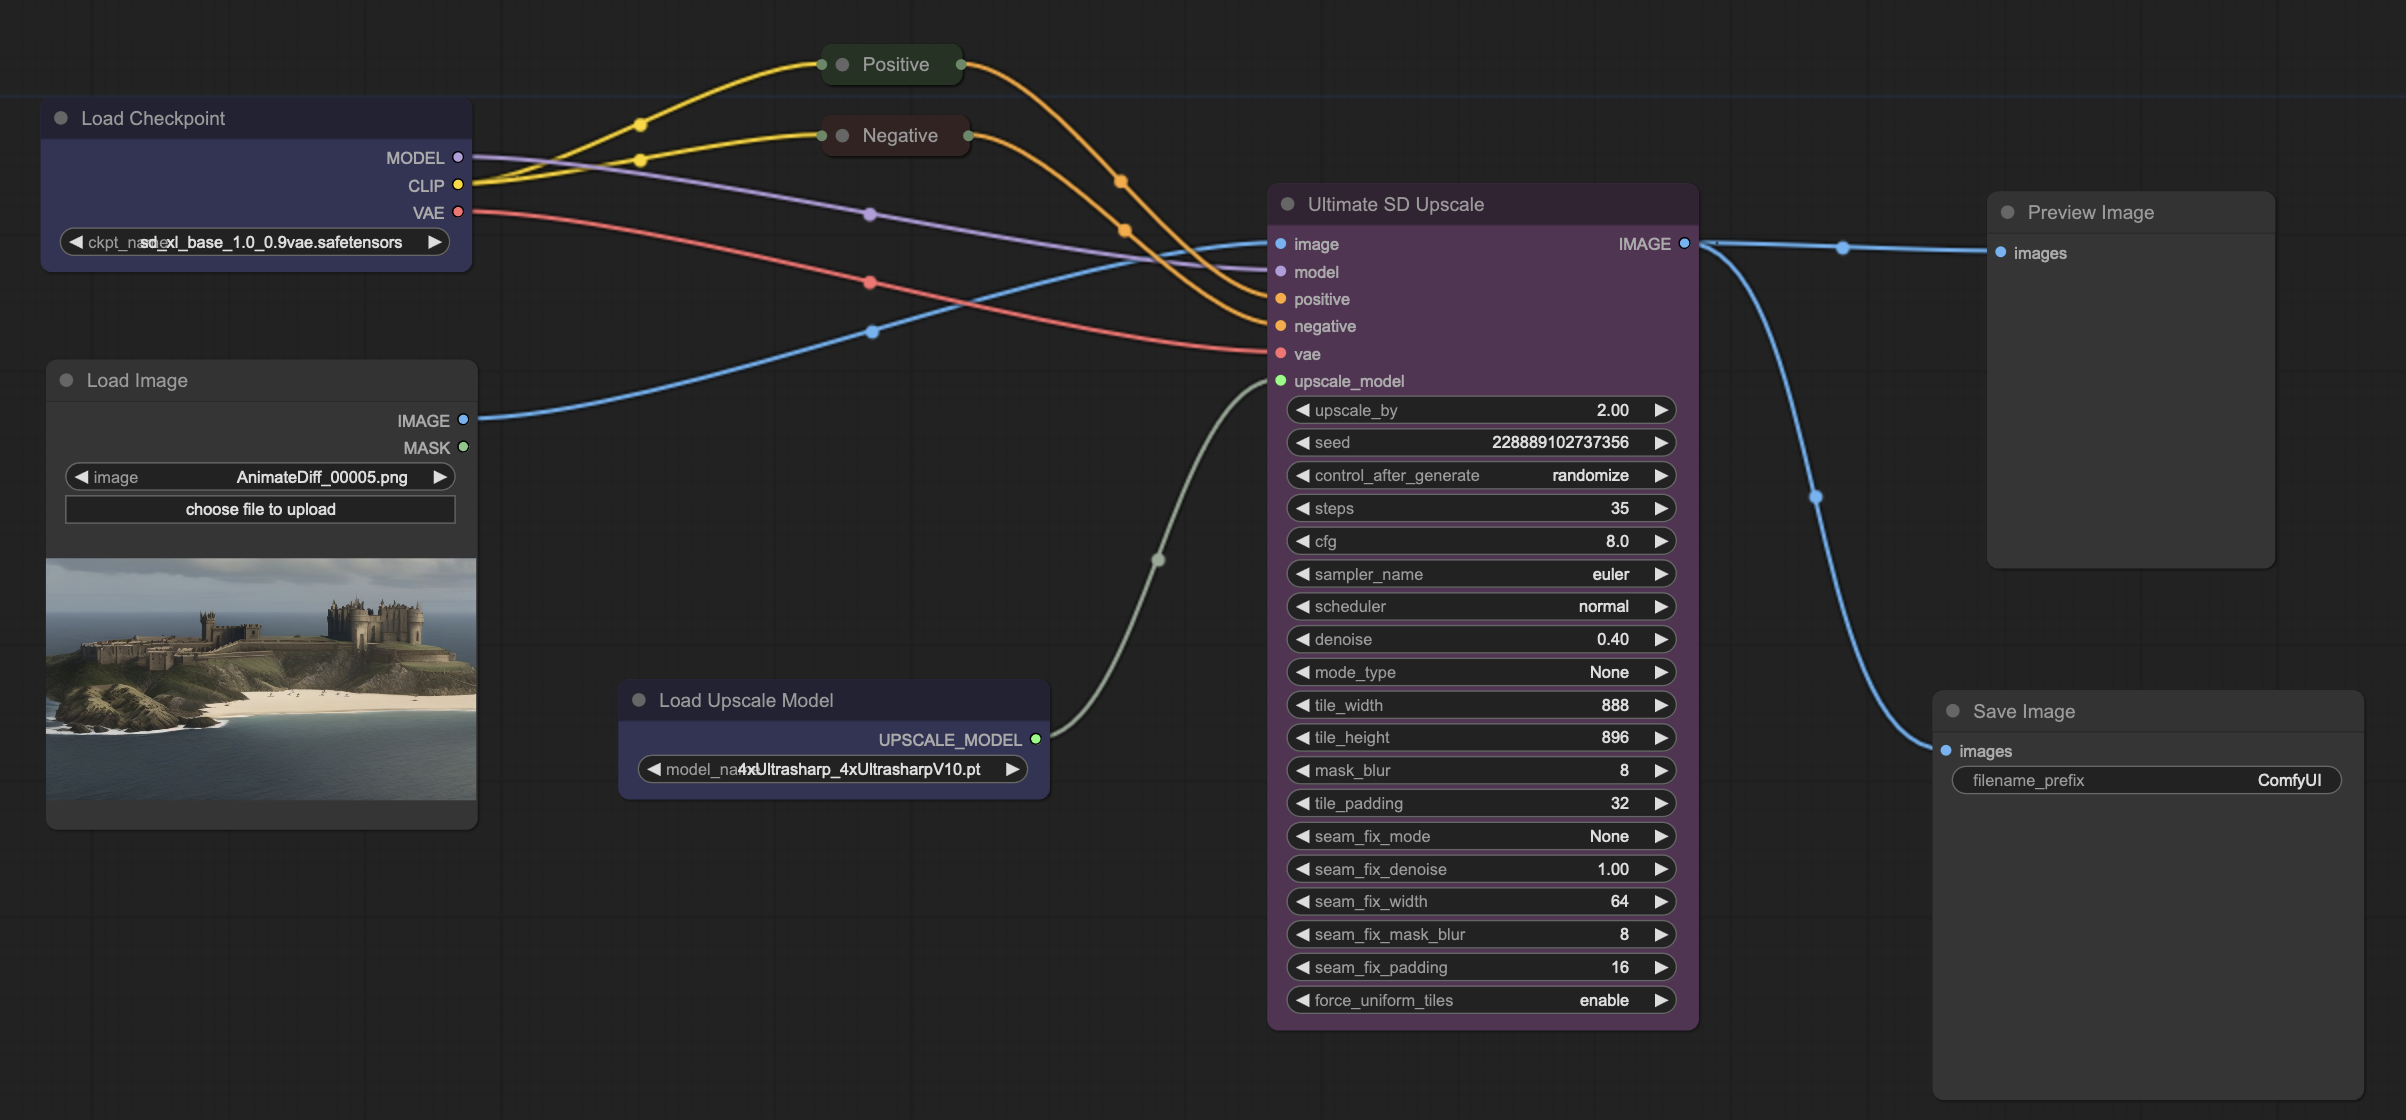 Positive
Negative
Load Checkpoint
MODEL
CLIP
VAE
ckpt_name sd_xl_base_1.0_0.9vae.safetensors
Load Image
IMAGE
MASK
image AnimateDiff_00005.png
choose file to upload
Load Upscale Model
UPSCALE_MODEL
model_name 4xUltrasharp_4xUltrasharpV10.pt
Ultimate SD Upscale
image IMAGE
model
positive
negative
vae
upscale_model
upscale_by 2.00
seed 228889102737356
control_after_generate randomize
steps 35
cfg 8.0
sampler_name euler
scheduler normal
denoise 0.40
mode_type None
tile_width 888
tile_height 896
mask_blur 8
tile_padding 32
seam_fix_mode None
seam_fix_denoise 1.00
seam_fix_width 64
seam_fix_mask_blur 8
seam_fix_padding 16
force_uniform_tiles enable
Preview Image
images
Save Image
images
filename_prefix ComfyUI